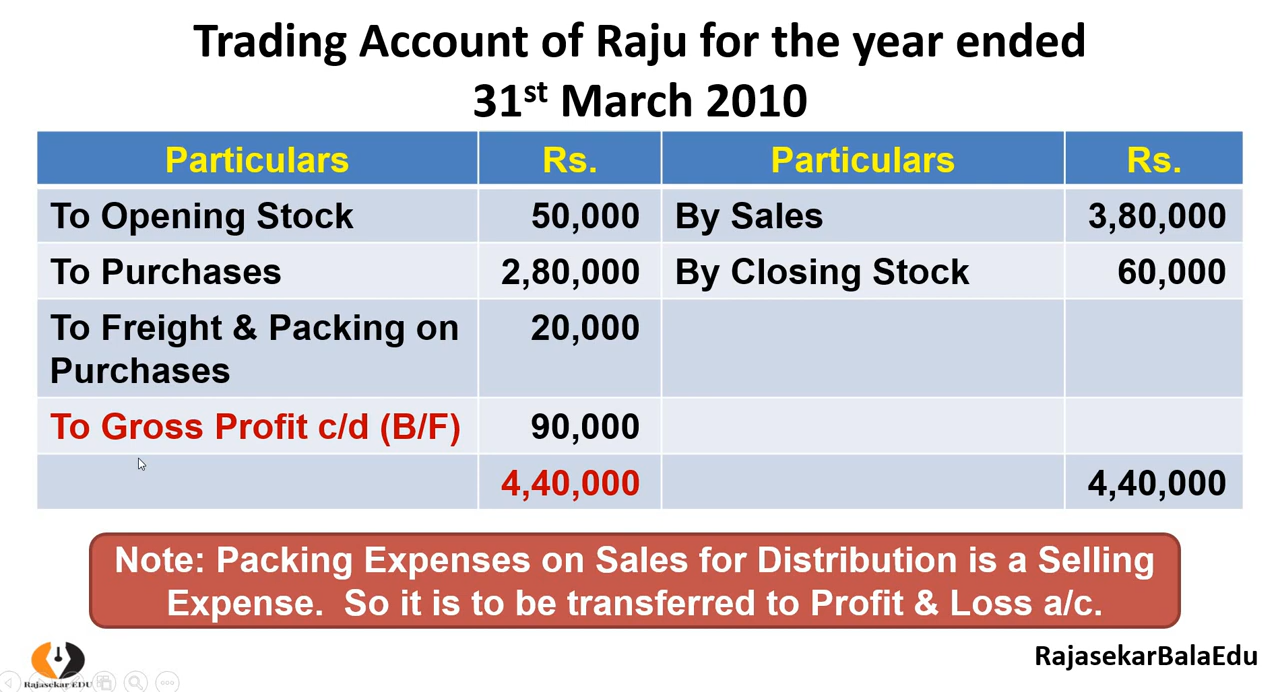 Trading Account of Raju for the year ended
31st March 2010
Particulars Rs. Particulars Rs.
To Opening Stock 50,000 By Sales 3,80,000
To Purchases 2,80,000 By Closing Stock 60,000
To Freight & Packing on 20,000
Purchases
To Gross Profit c/d (B/F) 90,000
4,40,000 4,40,000
Note: Packing Expenses on Sales for Distribution is a Selling
Expense. So it is to be transferred to Profit & Loss a/c.
RajasekarBalaEdu
Rajasekar EDU